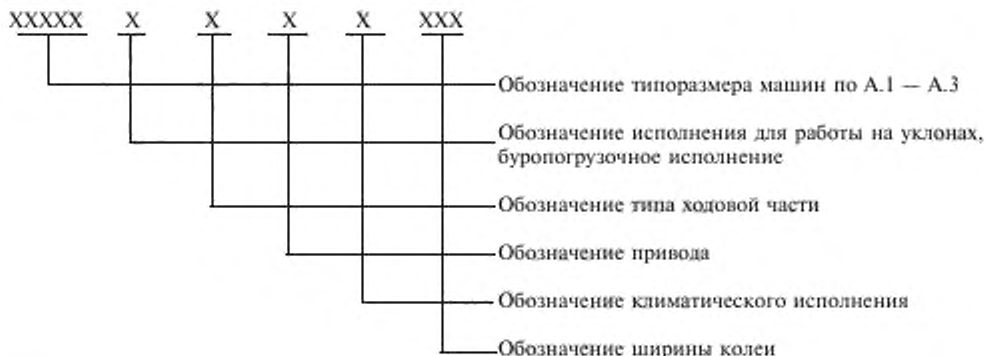 XXXXX X X X X XXX
Обозначение типоразмера машин по А.1 — А.3
Обозначение исполнения для работы на уклонах,
буропогрузочное исполнение
Обозначение типа ходовой части
Обозначение привода
Обозначение климатического исполнения
Обозначение ширины колеи